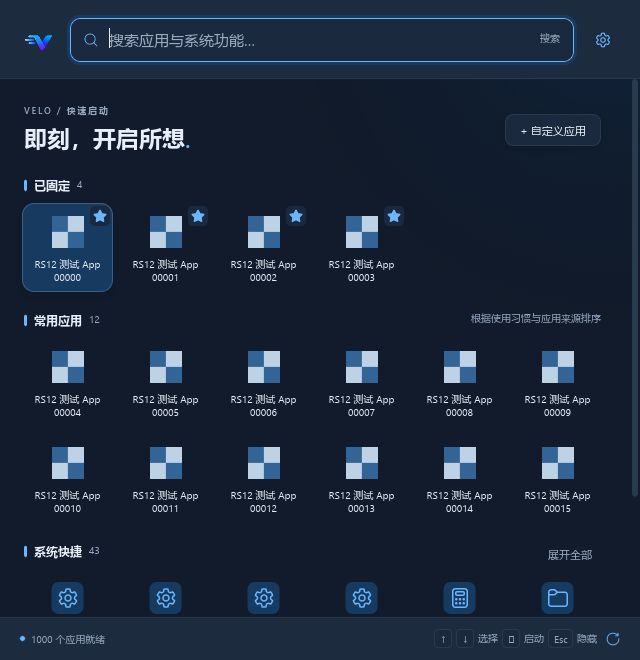 搜索应用与系统功能...
搜索
VELO / 快速启动
即刻，开启所想.
+ 自定义应用
已固定 4
RS12 测试 App
00000
RS12 测试 App
00001
RS12 测试 App
00002
RS12 测试 App
00003
常用应用 12
根据使用习惯与应用来源排序
RS12 测试 App
00004
RS12 测试 App
00005
RS12 测试 App
00006
RS12 测试 App
00007
RS12 测试 App
00008
RS12 测试 App
00009
RS12 测试 App
00010
RS12 测试 App
00011
RS12 测试 App
00012
RS12 测试 App
00013
RS12 测试 App
00014
RS12 测试 App
00015
系统快捷 43
展开全部
1000 个应用就绪
↑ ↓ 选择 启动 Esc 隐藏